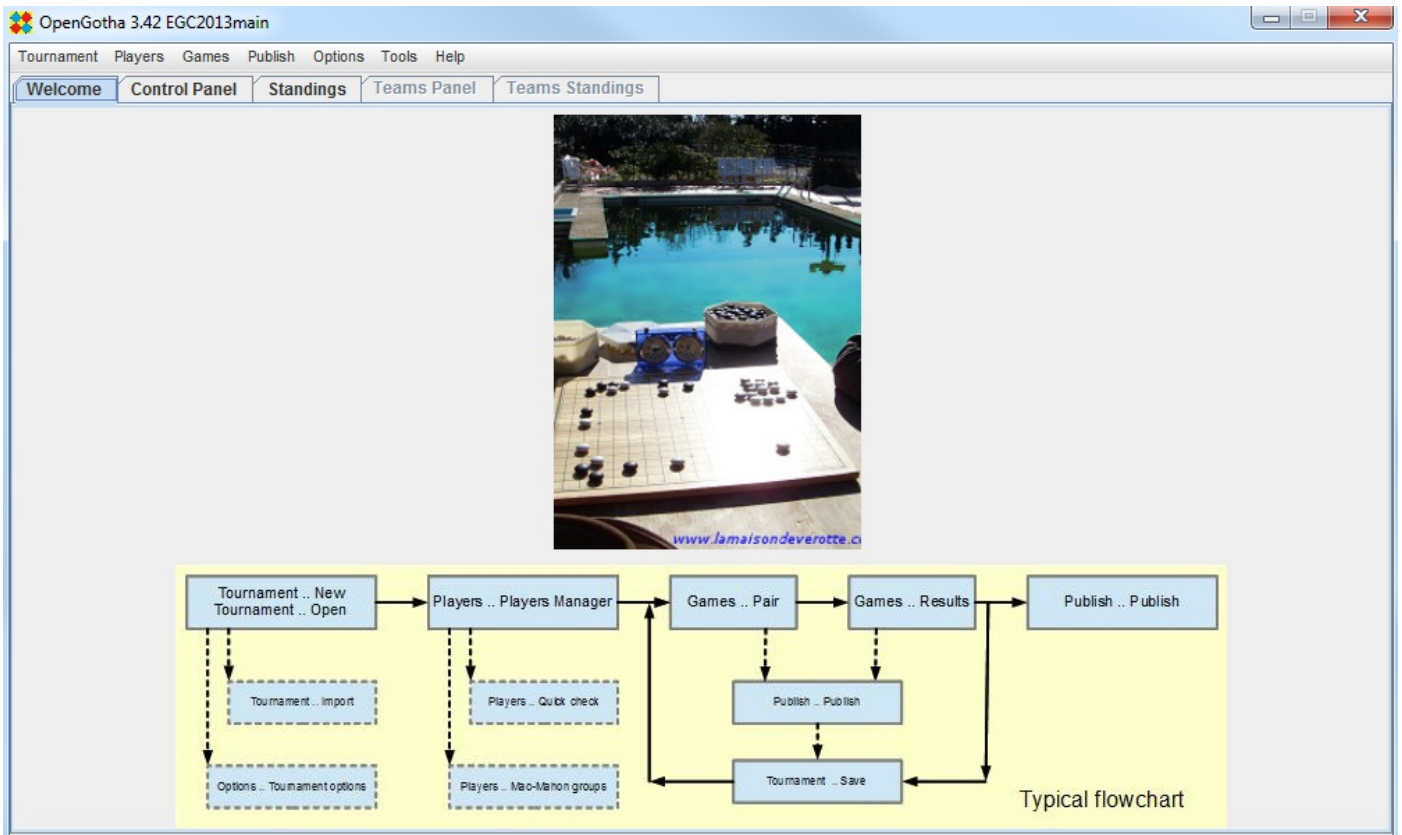 OpenGotha 3.42 EGC2013main
Tournament Players Games Publish Options Tools Help
Welcome Control Panel Standings Teams Panel Teams Standings
www.lamaisondeverotte.c
Tournament .. New
Tournament .. Open
Players .. Players Manager
Games .. Pair
Games .. Results
Publish .. Publish
Tournament .. Import
Players .. Quick check
Publish .. Publish
Options .. Tournament options
Players .. Mac-Mahon groups
Tournament .. Save
Typical flowchart